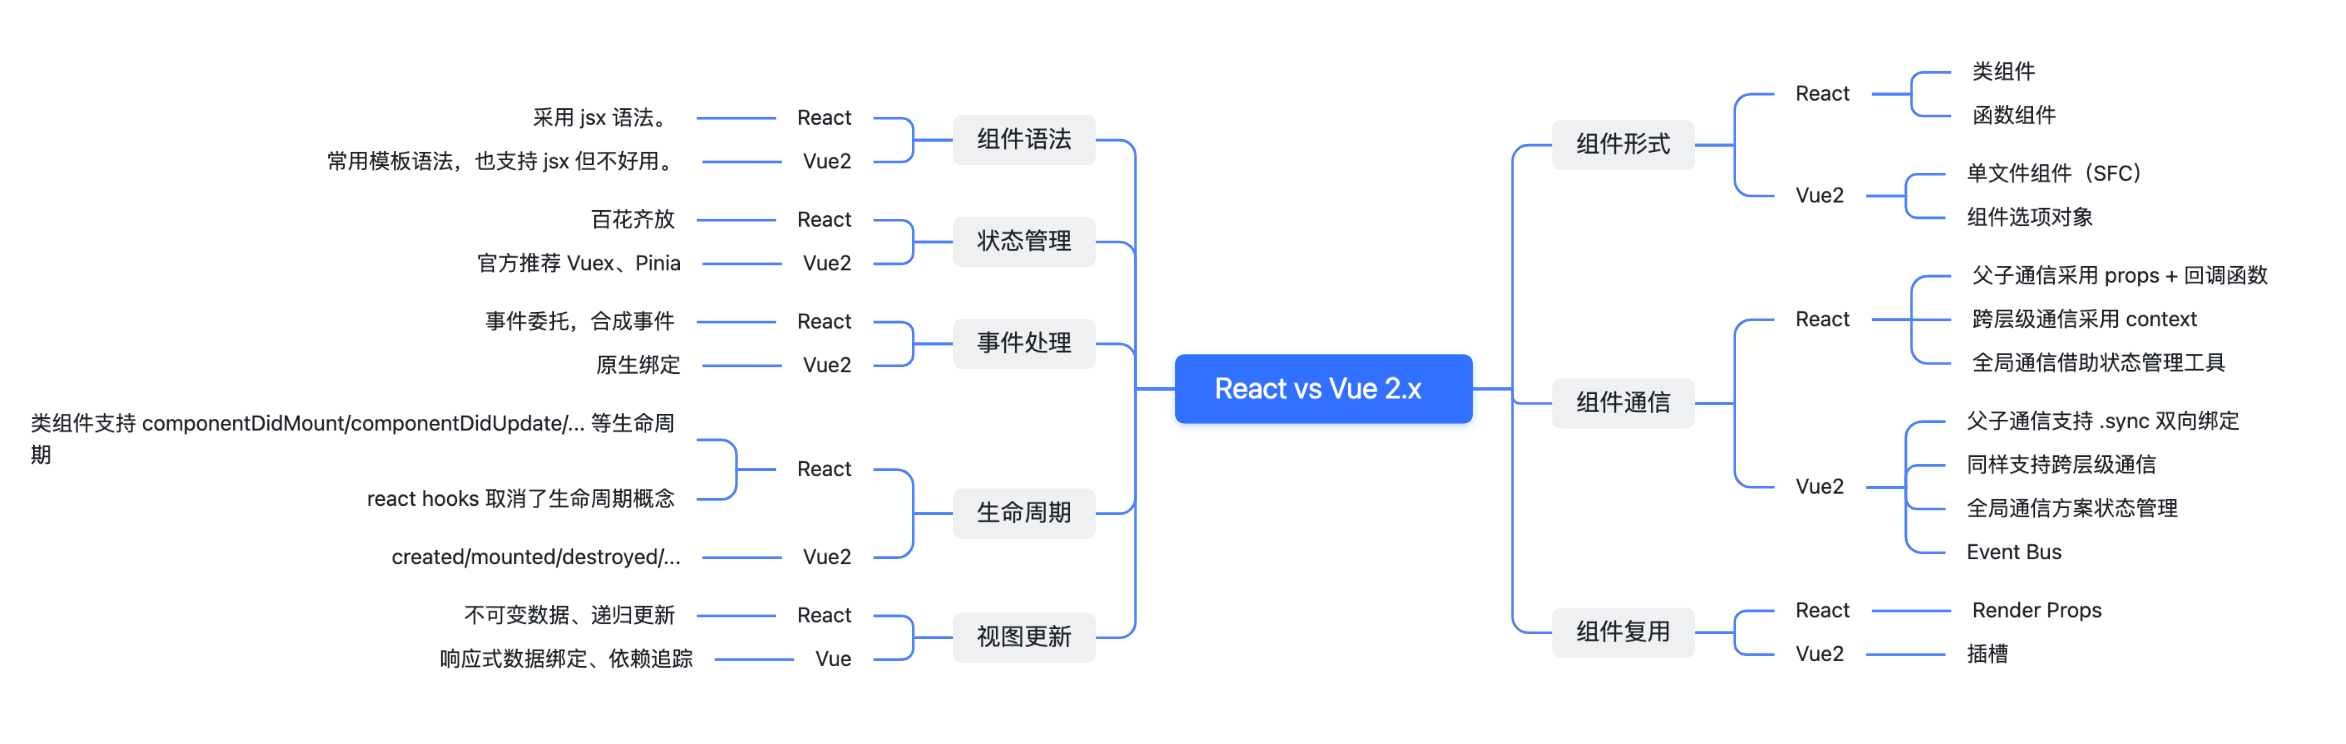 React vs Vue 2.x
组件形式
React
类组件
函数组件
Vue2
单文件组件（SFC）
组件选项对象
组件通信
React
父子通信采用 props + 回调函数
跨层级通信采用 context
全局通信借助状态管理工具
Vue2
父子通信支持 .sync 双向绑定
同样支持跨层级通信
全局通信方案状态管理
Event Bus
组件复用
React
Render Props
Vue2
插槽
组件语法
React
采用 jsx 语法。
Vue2
常用模板语法，也支持 jsx 但不好用。
状态管理
React
百花齐放
Vue2
官方推荐 Vuex、Pinia
事件处理
React
事件委托，合成事件
Vue2
原生绑定
生命周期
React
类组件支持 componentDidMount/componentDidUpdate/... 等生命周
期
react hooks 取消了生命周期概念
Vue2
created/mounted/destroyed/...
视图更新
React
不可变数据、递归更新
Vue
响应式数据绑定、依赖追踪